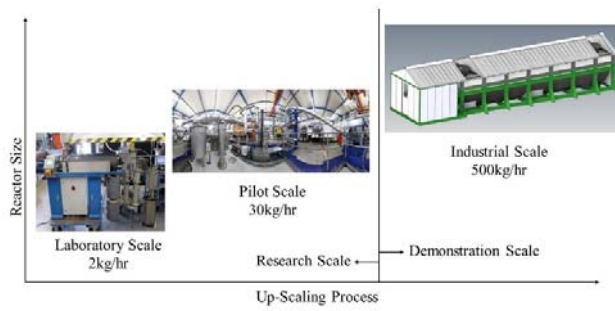 Reactor Size
Industrial Scale
500kg/hr
Pilot Scale
30kg/hr
Laboratory Scale
2kg/hr
Research Scale
Demonstration Scale
Up-Scaling Process